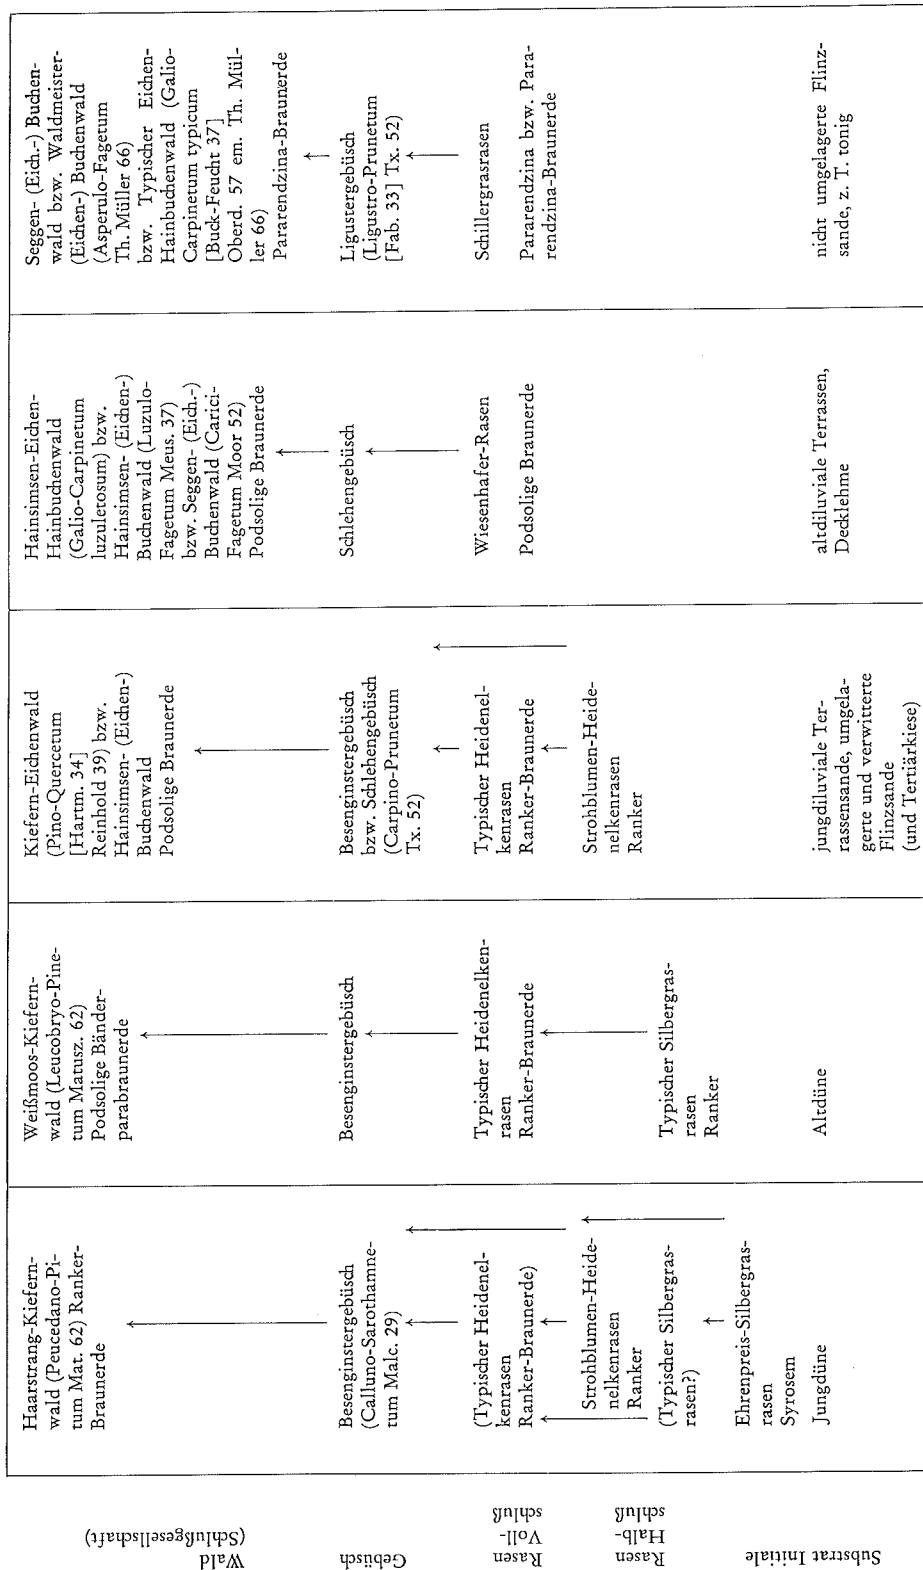 Wald
(Schlußgesellschaft)
Gebüsch
Rasen
Voll-
schluß
Rasen
Halb-
schluß
Substrat Initiale
Haarstrang-Kiefern-
wald (Peucedano-Pi-
tum Mat. 62) Ranker-
Braunerde
Besenginstergebüsch
(Calluno-Sarothamne-
tum Malc. 29)
(Typischer Heidenel-
kenrasen
Ranker-Braunerde)
Strohblumen-Heide-
nelkenrasen
Ranker
(Typischer Silbergras-
rasen?)
Ehrenpreis-Silbergras-
rasen
Syrosem
Jungdüne
Weißmoos-Kiefern-
wald (Leucobryo-Pine-
tum Matusz. 62)
Podsolige Bänder-
parabraunerde
Besenginstergebüsch
Typischer Heidenelken-
rasen
Ranker-Braunerde
Typischer Silbergras-
rasen
Ranker
Altdüne
Kiefern-Eichenwald
(Pino-Quercetum
[Hartm. 34]
Reinhold 39) bzw.
Hainsimsen- (Eichen-)
Buchenwald
Podsolige Braunerde
Besenginstergebüsch
bzw. Schlehengebüsch
(Carpino-Prunetum
Tx. 52)
Typischer Heidenel-
kenrasen
Ranker-Braunerde
Strohblumen-Heide-
nelkenrasen
Ranker
jungdiluviale Ter-
rassensande, umgela-
gerte und verwitterte
Flinzsande
(und Tertiärkiese)
Hainsimsen-Eichen-
Hainbuchenwald
(Galio-Carpinetum
luzuletosum) bzw.
Hainsimsen- (Eichen-)
Buchenwald (Luzulo-
Fagetum Meus. 37)
bzw. Seggen- (Eich.-)
Buchenwald (Carici-
Fagetum Moor 52)
Podsolige Braunerde
Schlehengebüsch
Wiesenhafer-Rasen
Podsolige Braunerde
altdiluviale Terrassen,
Decklehme
Seggen- (Eich.-) Buchen-
wald bzw. Waldmeister-
(Eichen-) Buchenwald
(Asperulo-Fagetum
Th. Müller 66)
bzw. Typischer Eichen-
Hainbuchenwald (Galio-
Carpinetum typicum
[Buck-Feucht 37]
Oberd. 57 em. Th. Mül-
ler 66)
Pararendzina-Braunerde
Ligustergebüsch
(Ligustro-Prunetum
[Fab. 33] Tx. 52)
Schillergrasrasen
Pararendzina bzw. Para-
rendzina-Braunerde
nicht umgelagerte Flinz-
sande, z. T. tonig